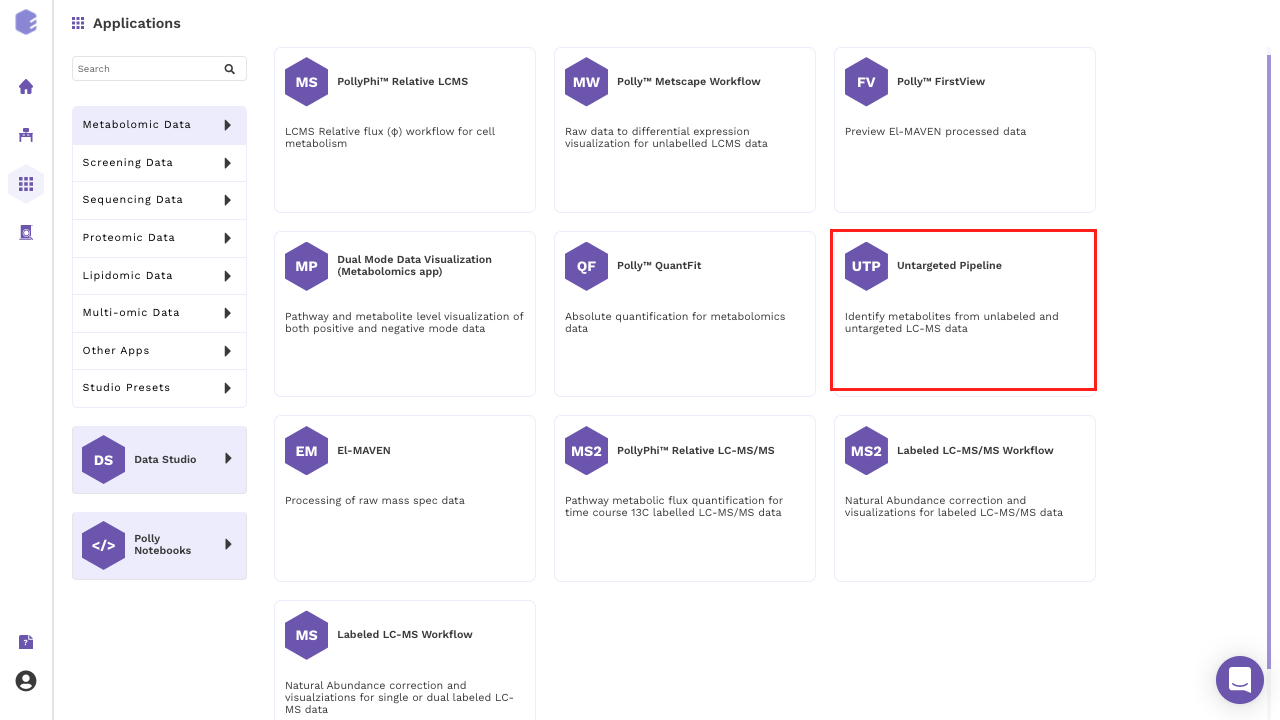 Applications
Search
Metabolomic Data
Screening Data
Sequencing Data
Proteomic Data
Lipidomic Data
Multi-omic Data
Other Apps
Studio Presets
DS
Data Studio
</>
Polly
Notebooks
?
MS
PollyPhi™ Relative LCMS
LCMS Relative flux (ϕ) workflow for cell
metabolism
MW
Polly™ Metscape Workflow
Raw data to differential expression
visualization for unlabelled LCMS data
FV
Polly™ FirstView
Preview El-MAVEN processed data
MP
Dual Mode Data Visualization
(Metabolomics app)
Pathway and metabolite level visualization of
both positive and negative mode data
QF
Polly™ QuantFit
Absolute quantification for metabolomics
data
UTP
Untargeted Pipeline
Identify metabolites from unlabeled and
untargeted LC-MS data
EM
El-MAVEN
Processing of raw mass spec data
MS2
PollyPhi™ Relative LC-MS/MS
Pathway metabolic flux quantification for
time course 13C labelled LC-MS/MS data
MS2
Labeled LC-MS/MS Workflow
Natural Abundance correction and
visualizations for labeled LC-MS/MS data
MS
Labeled LC-MS Workflow
Natural Abundance correction and
visualziations for single or dual labeled LC-
MS data